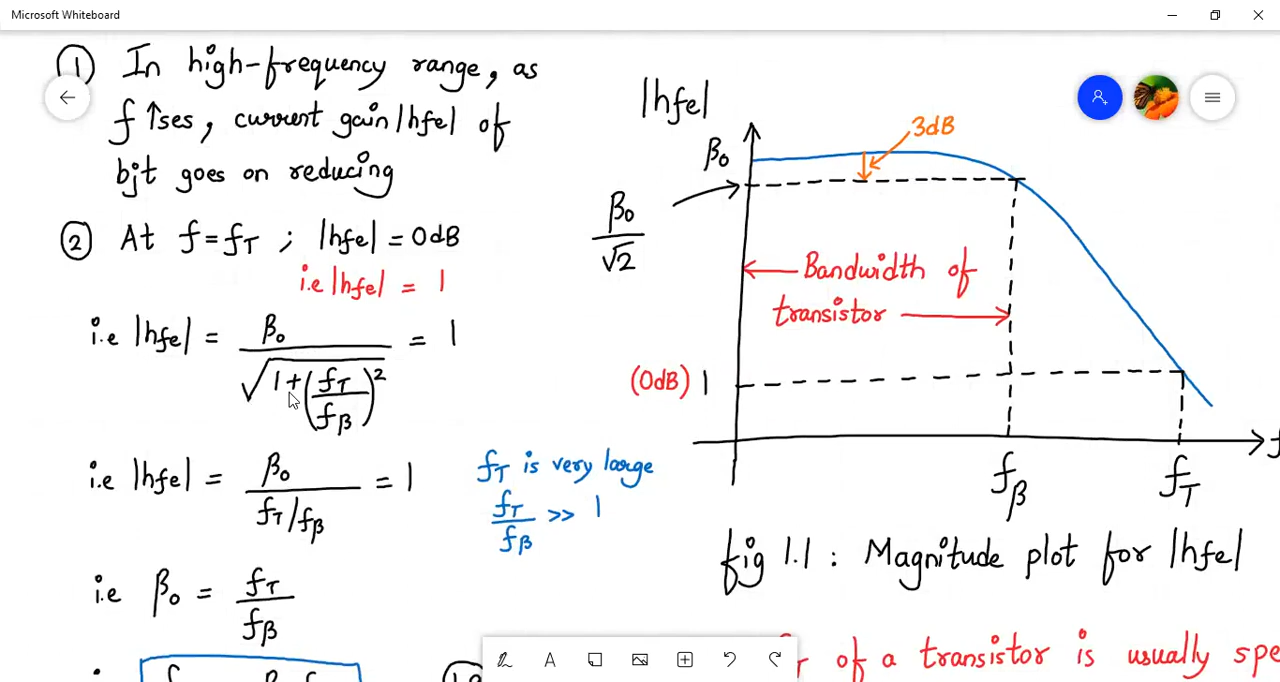 Microsoft Whiteboard
① In high-frequency range, as
f ↑ses, current gain |hfe| of
bjt goes on reducing
② At f = fT ; |hfe| = 0dB
i.e |hfe| = 1
i.e |hfe| = β₀ / √(1+(fT/fβ)²) = 1
i.e |hfe| = β₀ / (fT/fβ) = 1
fT is very large
fT/fβ >> 1
i.e β₀ = fT/fβ
|hfe|
3dB
β₀
β₀/√2
Bandwidth of
transistor
(0dB) 1
fβ
fT
f
fig 1.1 : Magnitude plot for |hfe|
of a transistor is usually spe